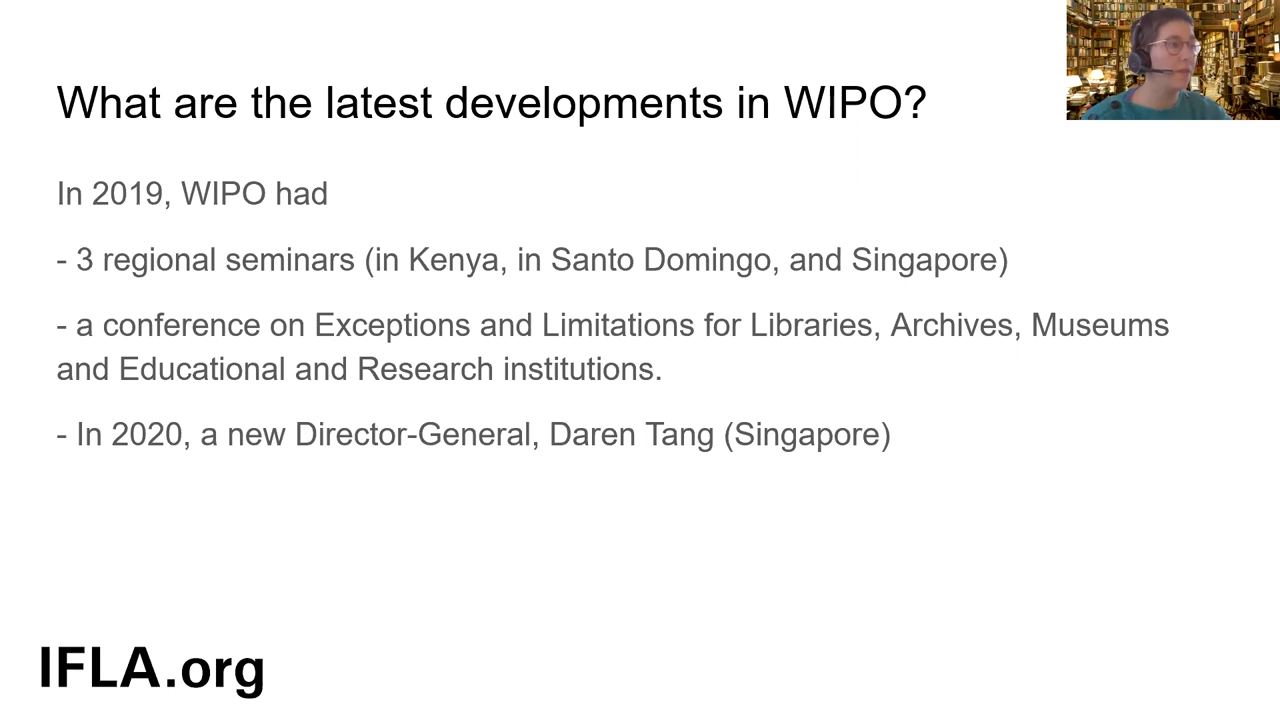 What are the latest developments in WIPO?
In 2019, WIPO had
- 3 regional seminars (in Kenya, in Santo Domingo, and Singapore)
- a conference on Exceptions and Limitations for Libraries, Archives, Museums
and Educational and Research institutions.
- In 2020, a new Director-General, Daren Tang (Singapore)
IFLA.org